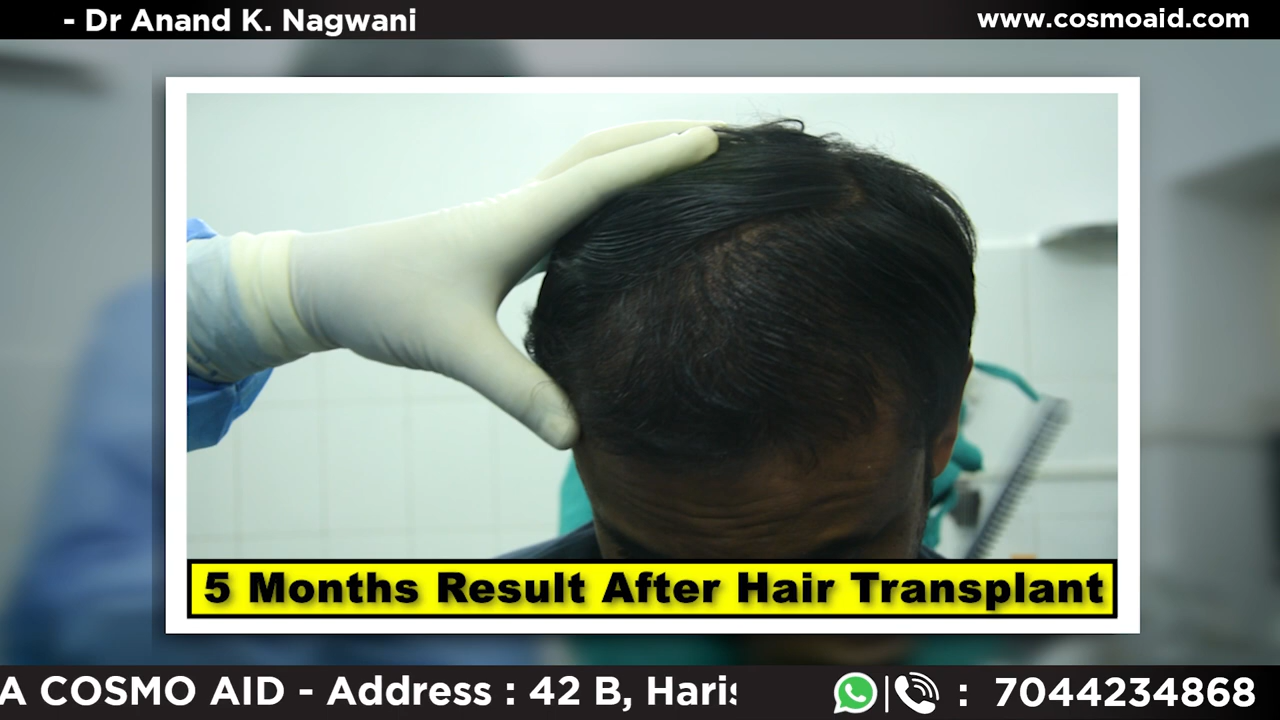 - Dr Anand K. Nagwani
www.cosmoaid.com
5 Months Result After Hair Transplant
A COSMO AID - Address : 42 B, Haris
: 7044234868